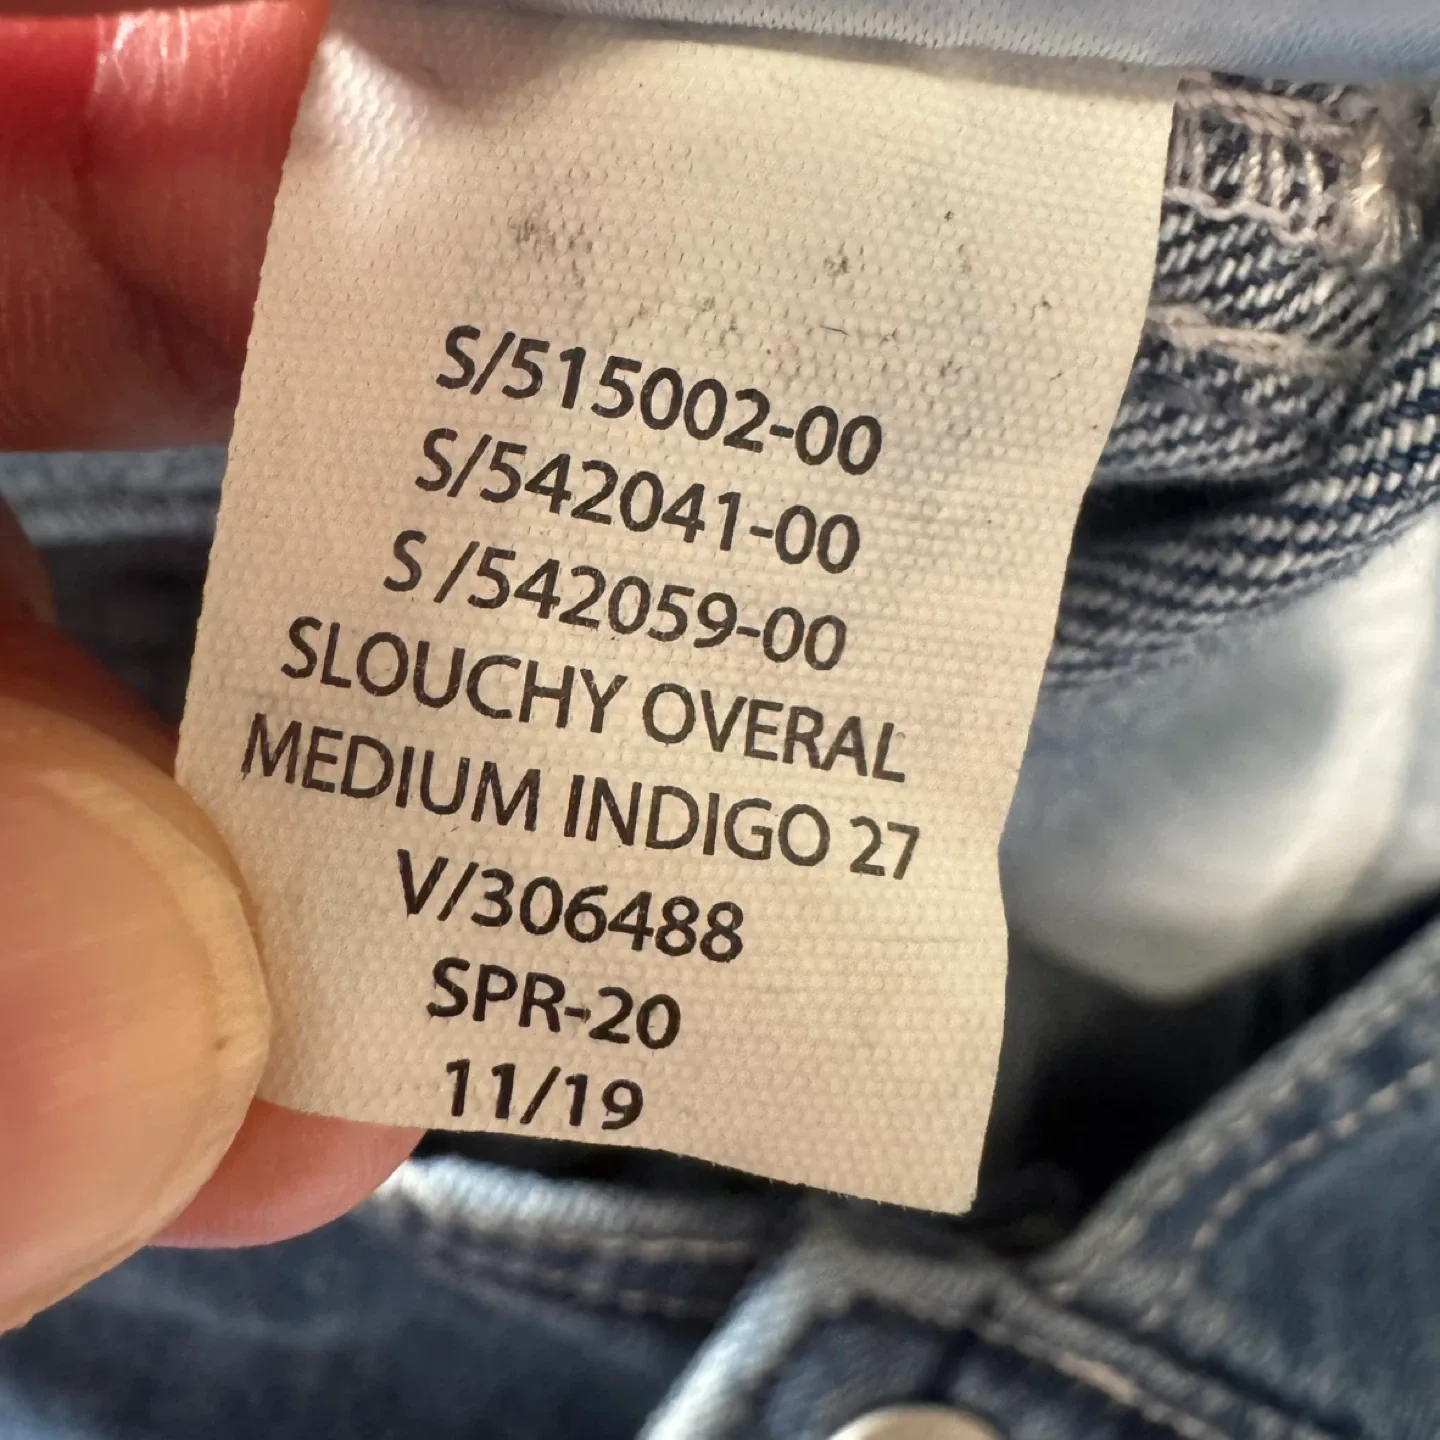 S/515002-00
S/542041-00
S /542059-00
SLOUCHY OVERAL
MEDIUM INDIGO 27
V/306488
SPR-20
11/19